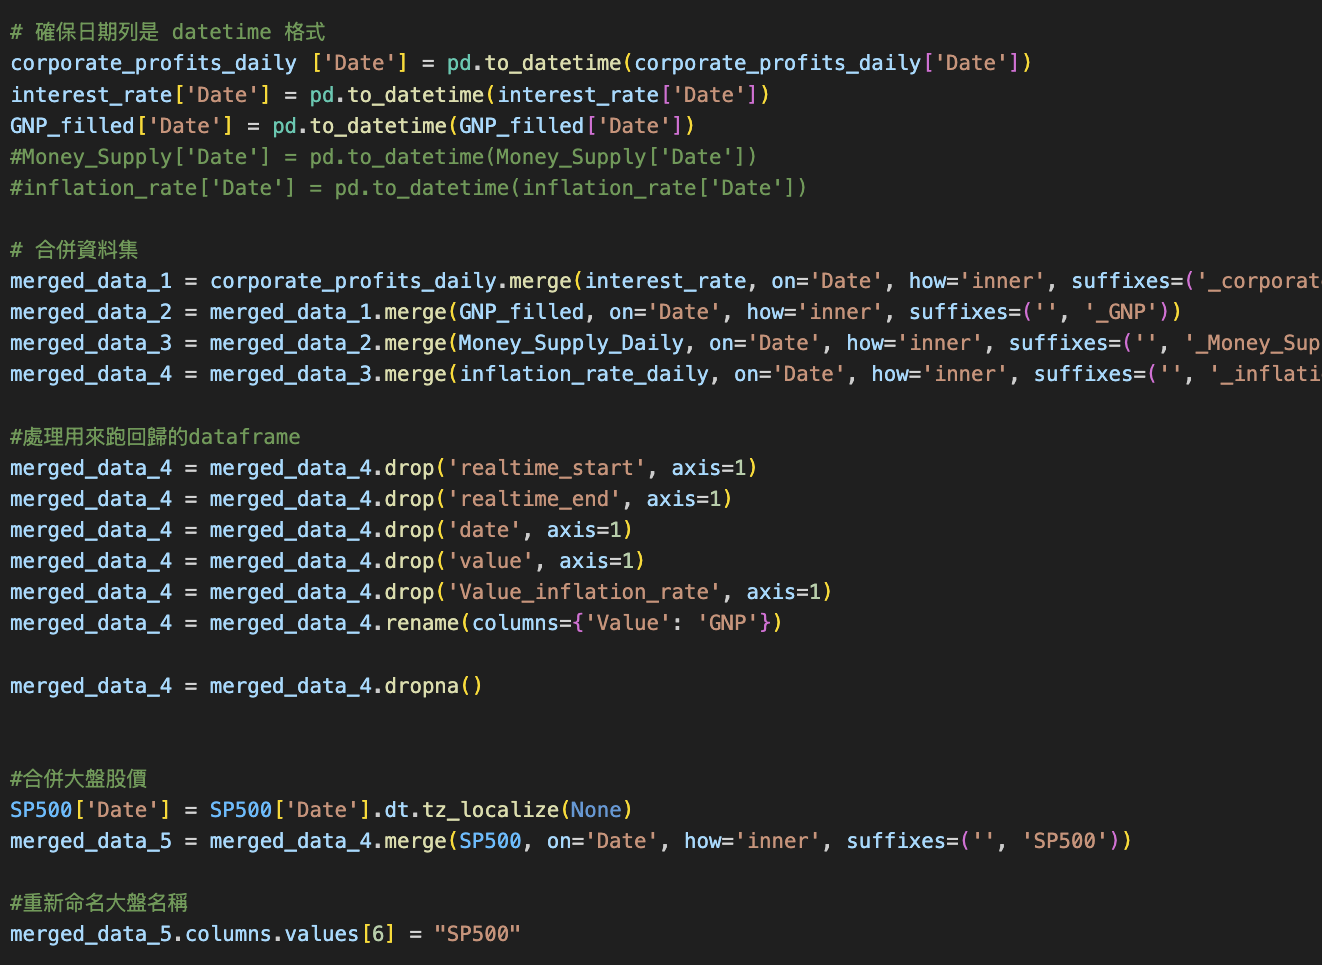 # 確保日期列是 datetime 格式
corporate_profits_daily ['Date'] = pd.to_datetime(corporate_profits_daily['Date'])
interest_rate['Date'] = pd.to_datetime(interest_rate['Date'])
GNP_filled['Date'] = pd.to_datetime(GNP_filled['Date'])
#Money_Supply['Date'] = pd.to_datetime(Money_Supply['Date'])
#inflation_rate['Date'] = pd.to_datetime(inflation_rate['Date'])
# 合併資料集
merged_data_1 = corporate_profits_daily.merge(interest_rate, on='Date', how='inner', suffixes=('_corporat
merged_data_2 = merged_data_1.merge(GNP_filled, on='Date', how='inner', suffixes=('', '_GNP'))
merged_data_3 = merged_data_2.merge(Money_Supply_Daily, on='Date', how='inner', suffixes=('', '_Money_Sup
merged_data_4 = merged_data_3.merge(inflation_rate_daily, on='Date', how='inner', suffixes=('', '_inflati
#處理用來跑回歸的dataframe
merged_data_4 = merged_data_4.drop('realtime_start', axis=1)
merged_data_4 = merged_data_4.drop('realtime_end', axis=1)
merged_data_4 = merged_data_4.drop('date', axis=1)
merged_data_4 = merged_data_4.drop('value', axis=1)
merged_data_4 = merged_data_4.drop('Value_inflation_rate', axis=1)
merged_data_4 = merged_data_4.rename(columns={'Value': 'GNP'})
merged_data_4 = merged_data_4.dropna()
#合併大盤股價
SP500['Date'] = SP500['Date'].dt.tz_localize(None)
merged_data_5 = merged_data_4.merge(SP500, on='Date', how='inner', suffixes=('', 'SP500'))
#重新命名大盤名稱
merged_data_5.columns.values[6] = "SP500"